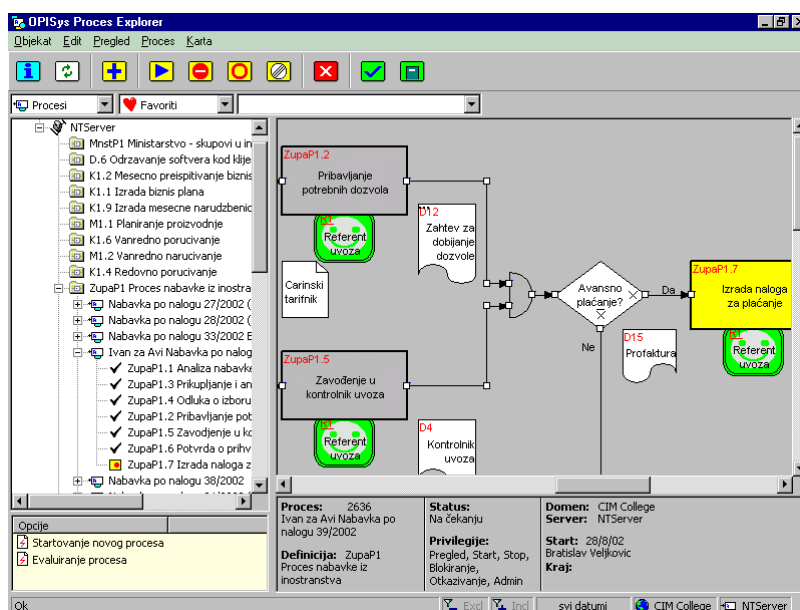 OPISys Proces Explorer
Objekat Edit Pregled Proces Karta
Procesi Favoriti
NTServer
MnstP1 Ministarstvo - skupovi u in
D.6 Odrzavanje softvera kod klije
K1.2 Mesecno preispitivanje biznis
K1.1 Izrada biznis plana
K1.9 Izrada mesecne narudzbenic
M1.1 Planiranje proizvodnje
K1.6 Vanredno porucivanje
M1.2 Vanredno narucivanje
K1.4 Redovno porucivanje
ZupaP1 Proces nabavke iz inostra
Nabavka po nalogu 27/2002 (
Nabavka po nalogu 28/2002 (
Nabavka po nalogu 33/2002 E
Ivan za Avi Nabavka po nalog
ZupaP1.1 Analiza nabavke
ZupaP1.3 Prikupljanje i an
ZupaP1.4 Odluka o izboru
ZupaP1.2 Pribavljanje pot
ZupaP1.5 Zavodjenje u ko
ZupaP1.6 Potvrda o prihv
ZupaP1.7 Izrada naloga z
Nabavka po nalogu 38/2002
Opcije
Startovanje novog procesa
Evaluiranje procesa
ZupaP1.2
Pribavljanje
potrebnih dozvola
R1
Referent
uvoza
D12
Zahtev za
dobijanje
dozvole
Carinski
tarifnik
Avansno
plaćanje?
Da
Ne
ZupaP1.7
Izrada naloga
za plaćanje
R1
Referent
uvoza
D15
Profaktura
ZupaP1.5
Zavođenje u
kontrolnik uvoza
R1
Referent
uvoza
D4
Kontrolnik
uvoza
Proces: 2636
Ivan za Avi Nabavka po
nalogu 39/2002
Definicija: ZupaP1
Proces nabavke iz
inostranstva
Status:
Na čekanju
Privilegije:
Pregled, Start, Stop,
Blokiranje,
Otkazivanje, Admin
Domen: CIM College
Server: NTServer
Start: 28/8/02
Bratislav Veljkovic
Kraj:
Ok Excl Incl svi datumi CIM College NTServer